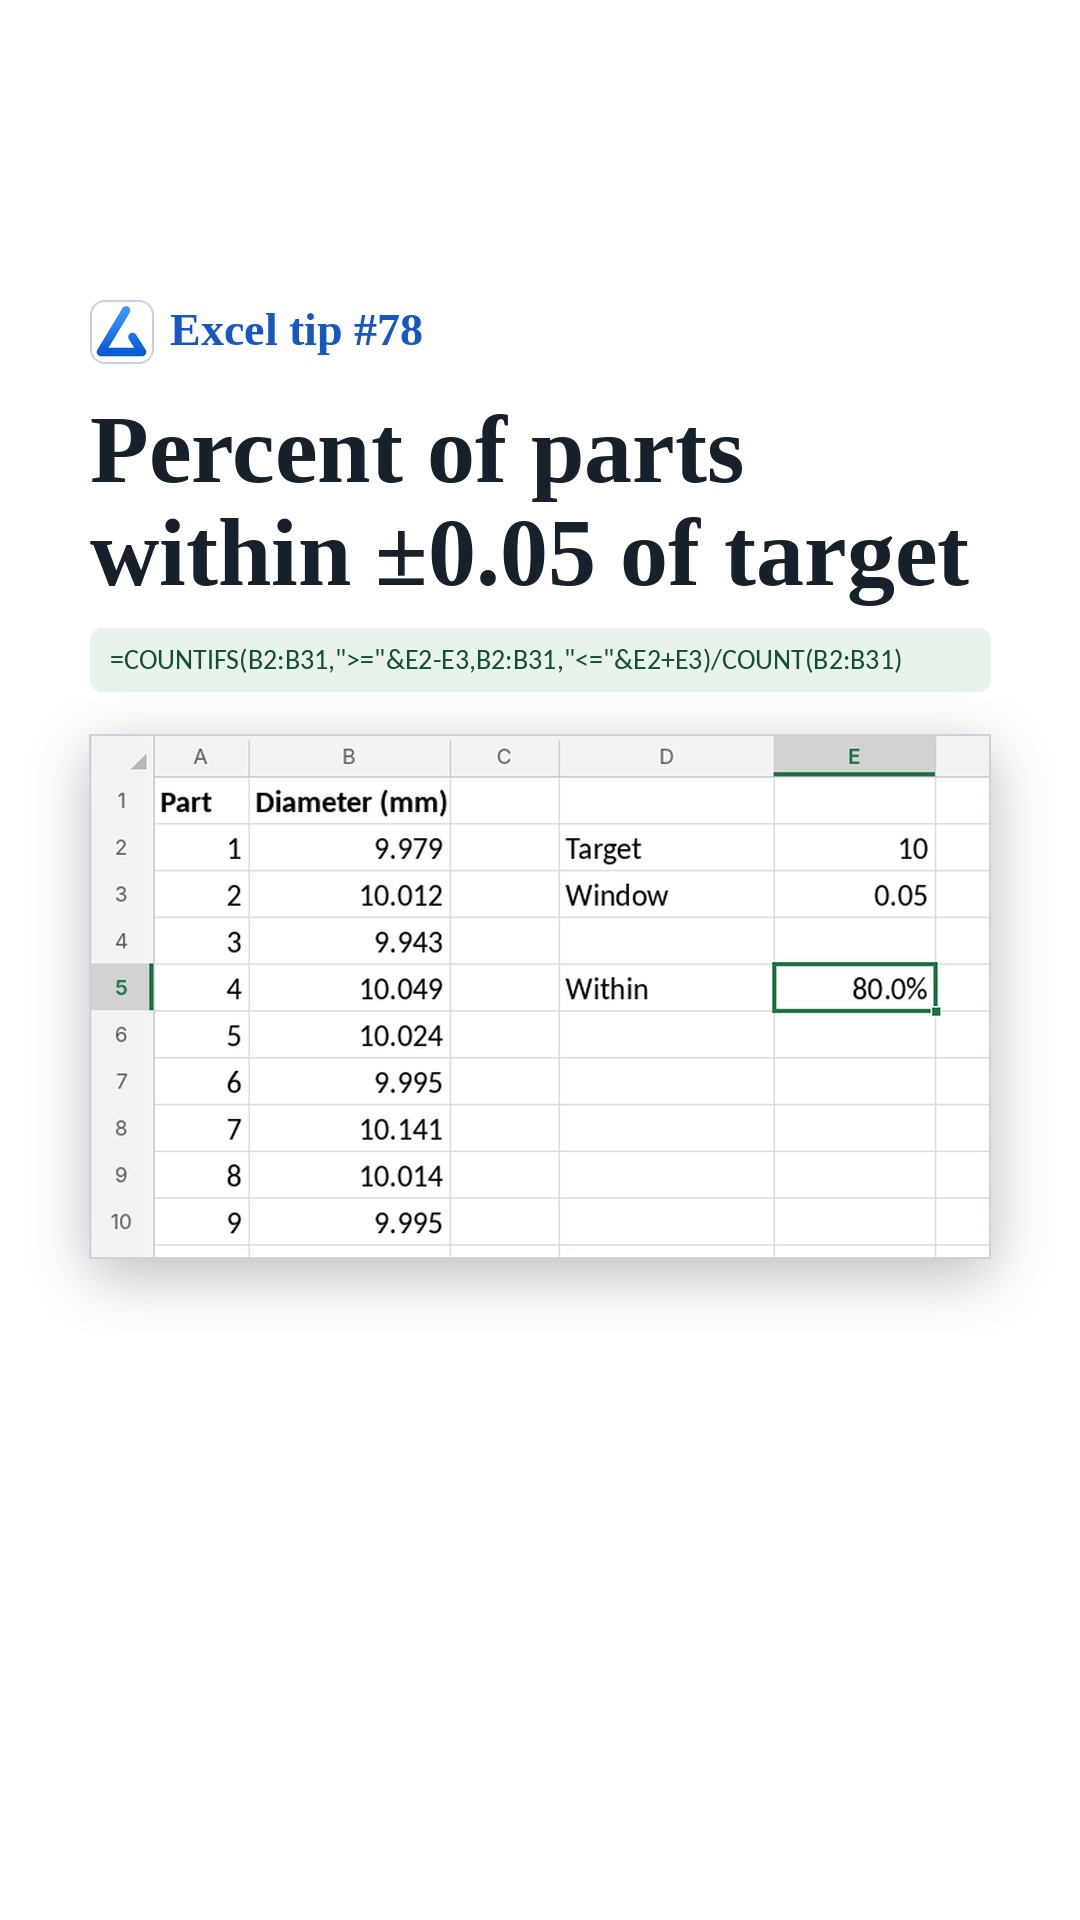 Excel tip #78
Percent of parts
within ±0.05 of target
=COUNTIFS(B2:B31,">="&E2-E3,B2:B31,"<="&E2+E3)/COUNT(B2:B31)
A B C D E
1 Part Diameter (mm)
2 1 9.979 Target 10
3 2 10.012 Window 0.05
4 3 9.943
5 4 10.049 Within 80.0%
6 5 10.024
7 6 9.995
8 7 10.141
9 8 10.014
10 9 9.995